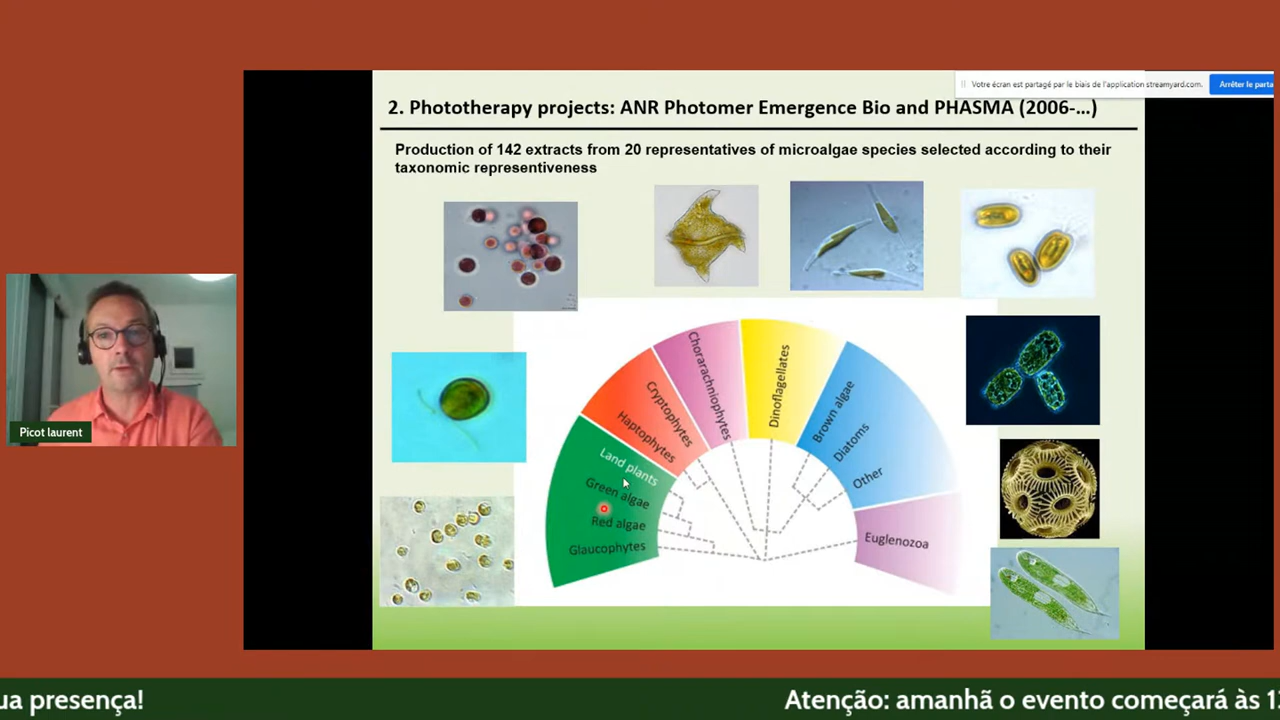 Votre écran est partagé par le biais de l'application streamyard.com.
Arrêter le parta
2. Phototherapy projects: ANR Photomer Emergence Bio and PHASMA (2006-...)
Production of 142 extracts from 20 representatives of microalgae species selected according to their
taxonomic representiveness
Land plants
Green algae
Red algae
Glaucophytes
Cryptophytes
Haptophytes
Chorarachniophytes
Dinoflagellates
Brown algae
Diatoms
Other
Euglenozoa
Picot laurent
ua presença!
Atenção: amanhã o evento começará às 1